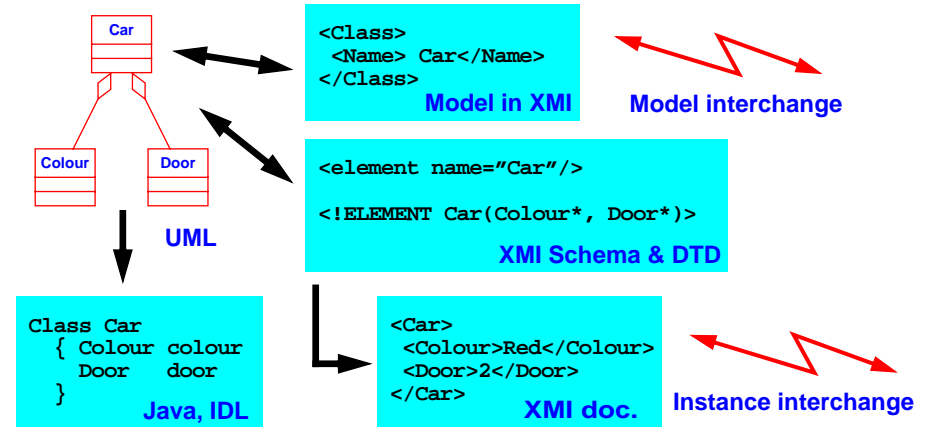 Car
Colour
Door
UML
<Class>
<Name> Car</Name>
</Class>
Model in XMI
Model interchange
<element name=”Car”/>
<!ELEMENT Car(Colour*, Door*)>
XMI Schema & DTD
Class Car
{ Colour colour
Door door
}
Java, IDL
<Car>
<Colour>Red</Colour>
<Door>2</Door>
</Car>
XMI doc.
Instance interchange